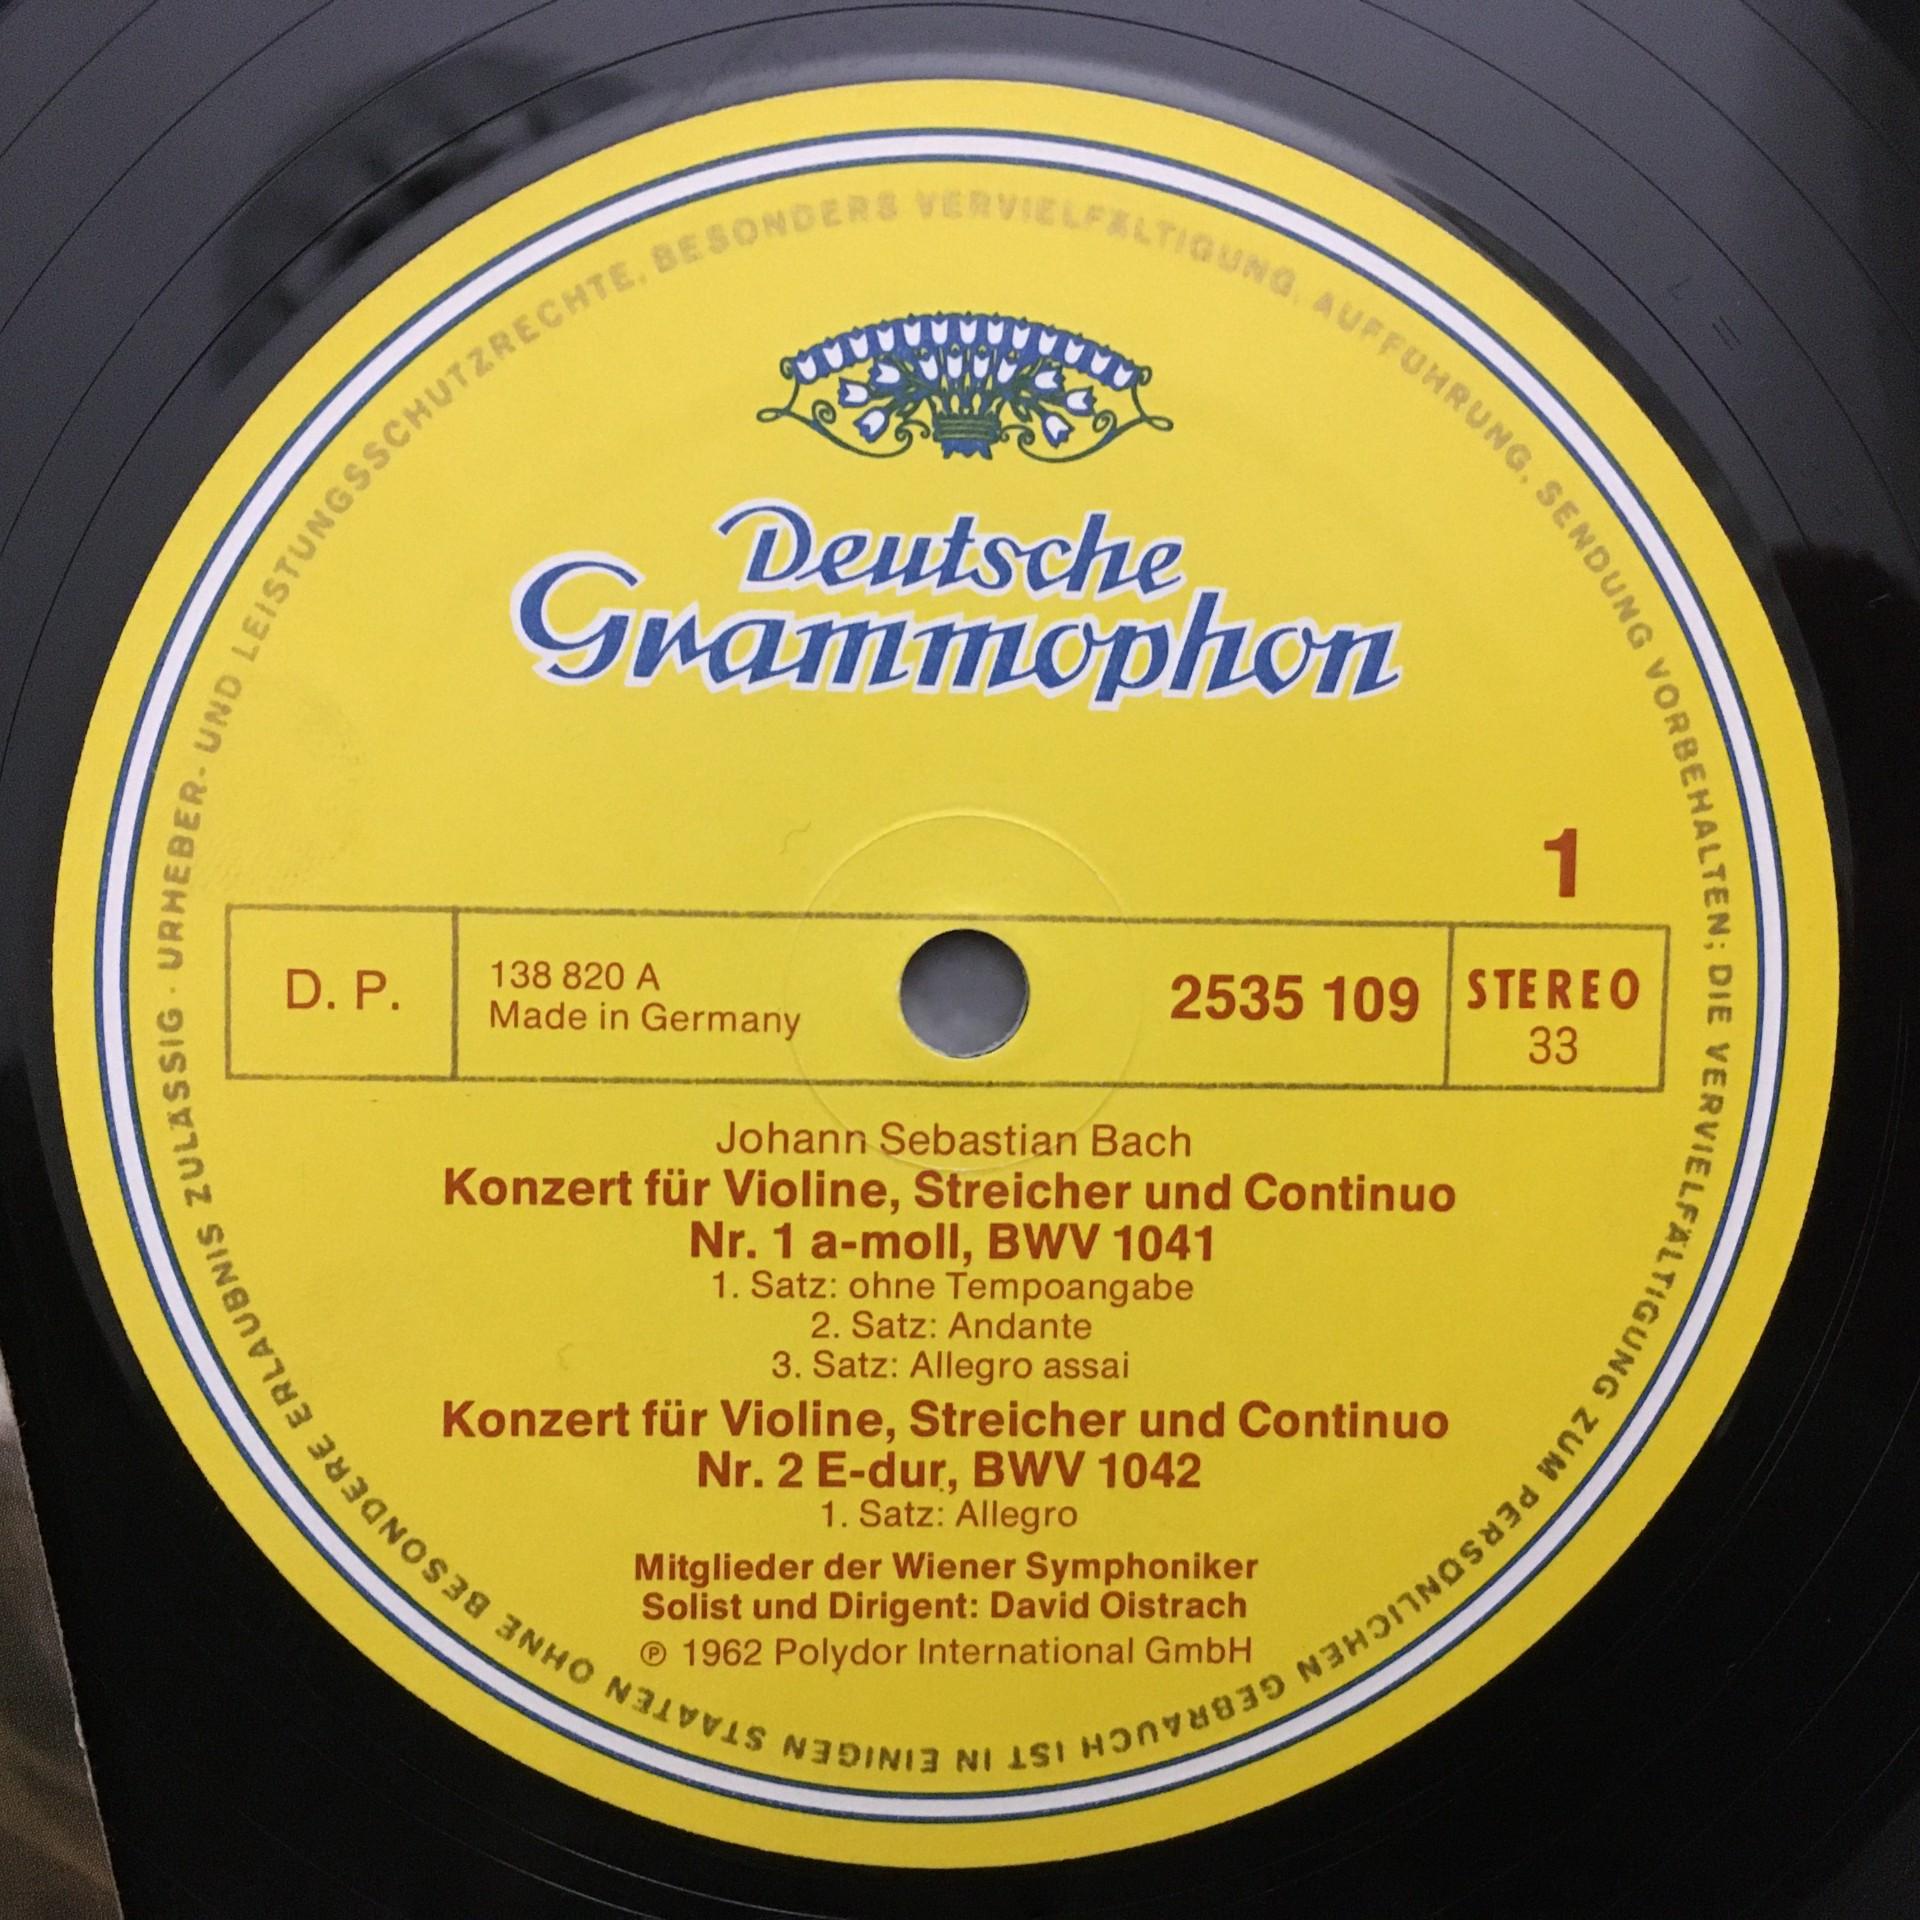 URHEBER- UND LEISTUNGSSCHUTZRECHTE, BESONDERS VERVIELFÄLTIGUNG, AUFFÜHRUNG, SENDUNG VORBEHALTEN; DIE VERVIELFÄLTIGUNG ZUM PERSÖNLICHEN GEBRAUCH IST IN EINIGEN STAATEN OHNE BESONDERE ERLAUBNIS ZULÄSSIG ·
Deutsche
Grammophon
1
D. P.
138 820 A
Made in Germany
2535 109
STEREO
33
Johann Sebastian Bach
Konzert für Violine, Streicher und Continuo
Nr. 1 a-moll, BWV 1041
1. Satz: ohne Tempoangabe
2. Satz: Andante
3. Satz: Allegro assai
Konzert für Violine, Streicher und Continuo
Nr. 2 E-dur, BWV 1042
1. Satz: Allegro
Mitglieder der Wiener Symphoniker
Solist und Dirigent: David Oistrach
℗ 1962 Polydor International GmbH